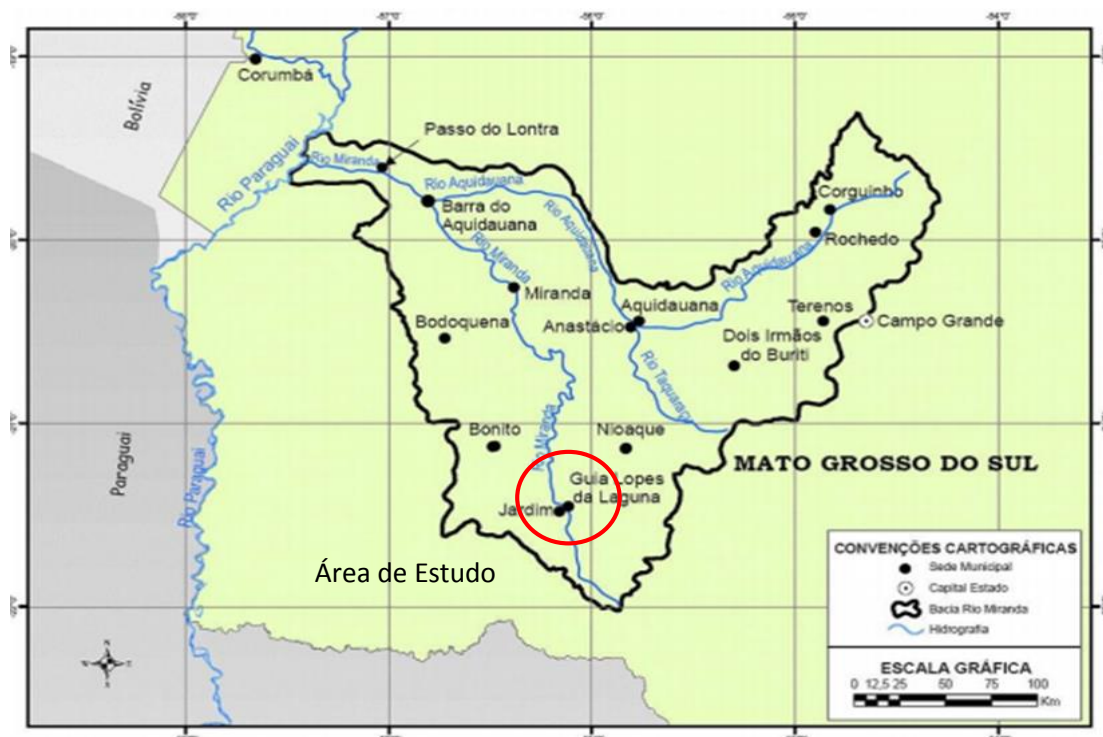 Corumbá
Bolívia
Passo do Lontra
Rio Paraguai
Rio Miranda
Rio Aquidauana
Corguinho
Barra do
Aquidauana
Rio Aquidauana
Rochedo
Rio Miranda
Rio Aquidauana
Miranda
Aquidauana
Terenos
Anastácio
Campo Grande
Bodoquena
Dois Irmãos
do Buriti
Rio Taquaraçy
Bonito
Rio Miranda
Nioaque
MATO GROSSO DO SUL
Paraguai
Rio Paraguai
Guia Lopes
da Laguna
Jardim
Área de Estudo
CONVENÇÕES CARTOGRÁFICAS
Sede Municipal
Capital Estado
Bacia Rio Miranda
Hidrografia
ESCALA GRÁFICA
0 12,5 25 50 75 100
Km